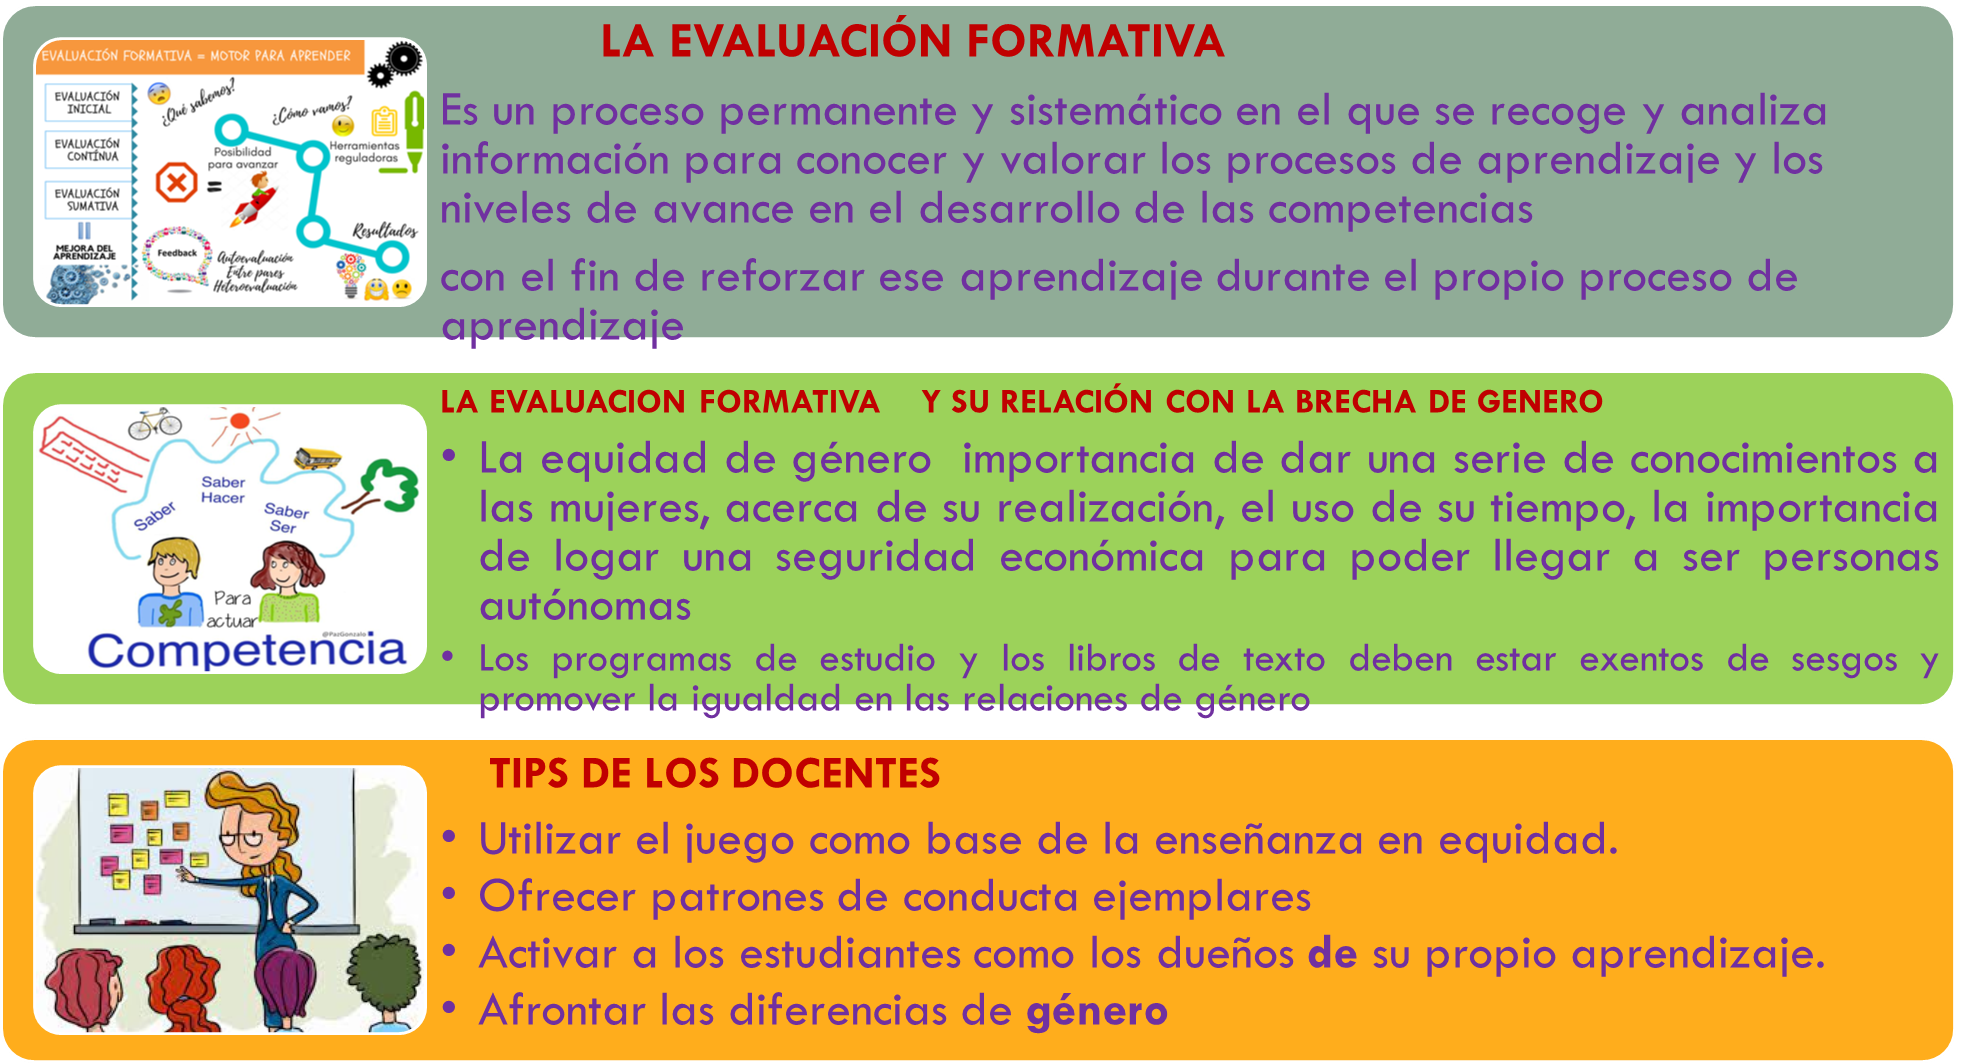 LA EVALUACIÓN FORMATIVA
EVALUACIÓN FORMATIVA = MOTOR PARA APRENDER
EVALUACIÓN
INICIAL
EVALUACIÓN
CONTÍNUA
EVALUACIÓN
SUMATIVA
MEJORA DEL
APRENDIZAJE
¿Qué sabemos?
¿Cómo vamos?
Posibilidad
para avanzar
Herramientas
reguladoras
=
Resultados
Feedback
Autoevaluación
Entre pares
Heteroevaluación
Es un proceso permanente y sistemático en el que se recoge y analiza
información para conocer y valorar los procesos de aprendizaje y los
niveles de avance en el desarrollo de las competencias
con el fin de reforzar ese aprendizaje durante el propio proceso de
aprendizaje
LA EVALUACION FORMATIVA Y SU RELACIÓN CON LA BRECHA DE GENERO
Saber
Saber
Hacer
Saber
Ser
Para
actuar
@PazGonzalo
Competencia
• La equidad de género importancia de dar una serie de conocimientos a
las mujeres, acerca de su realización, el uso de su tiempo, la importancia
de logar una seguridad económica para poder llegar a ser personas
autónomas
• Los programas de estudio y los libros de texto deben estar exentos de sesgos y
promover la igualdad en las relaciones de género
TIPS DE LOS DOCENTES
• Utilizar el juego como base de la enseñanza en equidad.
• Ofrecer patrones de conducta ejemplares
• Activar a los estudiantes como los dueños de su propio aprendizaje.
• Afrontar las diferencias de género